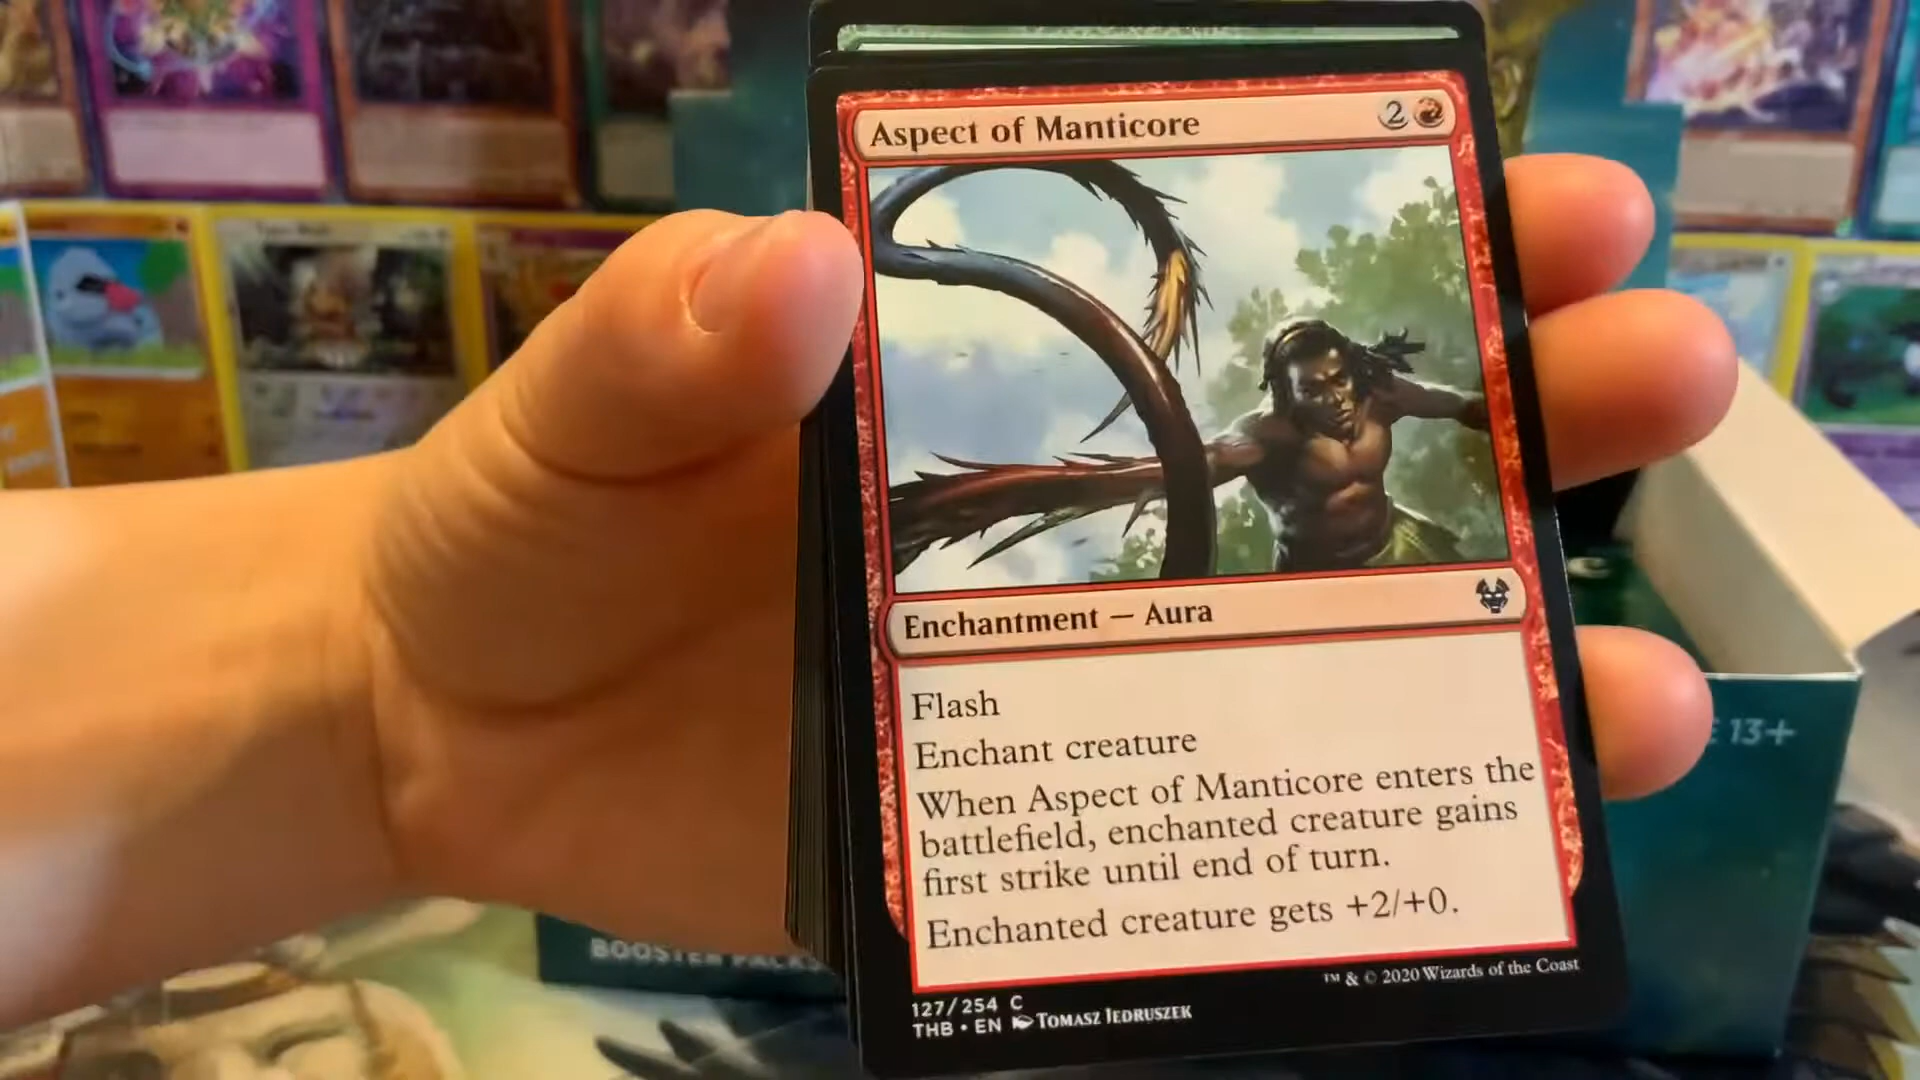 Aspect of Manticore 2
Enchantment — Aura
Flash
Enchant creature
When Aspect of Manticore enters the
battlefield, enchanted creature gains
first strike until end of turn.
Enchanted creature gets +2/+0.
™ & © 2020 Wizards of the Coast
127/254 C
THB • EN Tomasz Jedruszek
13+
BOOSTER PACKS